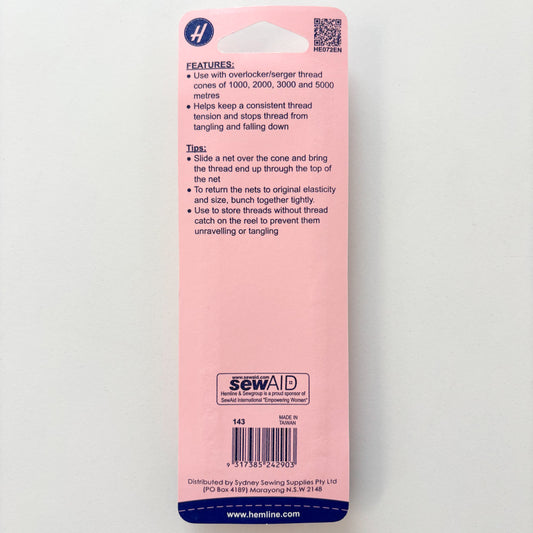 H
HE072EN
FEATURES:
● Use with overlocker/serger thread
cones of 1000, 2000, 3000 and 5000
metres
● Helps keep a consistent thread
tension and stops thread from
tangling and falling down
Tips:
● Slide a net over the cone and bring
the thread end up through the top of
the net
● To return the nets to original elasticity
and size, bunch together tightly.
● Use to store threads without thread
catch on the reel to prevent them
unravelling or tangling
www.sewaid.com
sewAID
Hemline & Sewgroup is a proud sponsor of
SewAid International "Empowering Women"
143
MADE IN
TAIWAN
9 317385 242903
Distributed by Sydney Sewing Supplies Pty Ltd
(PO Box 4189) Marayong N.S.W 2148
www.hemline.com